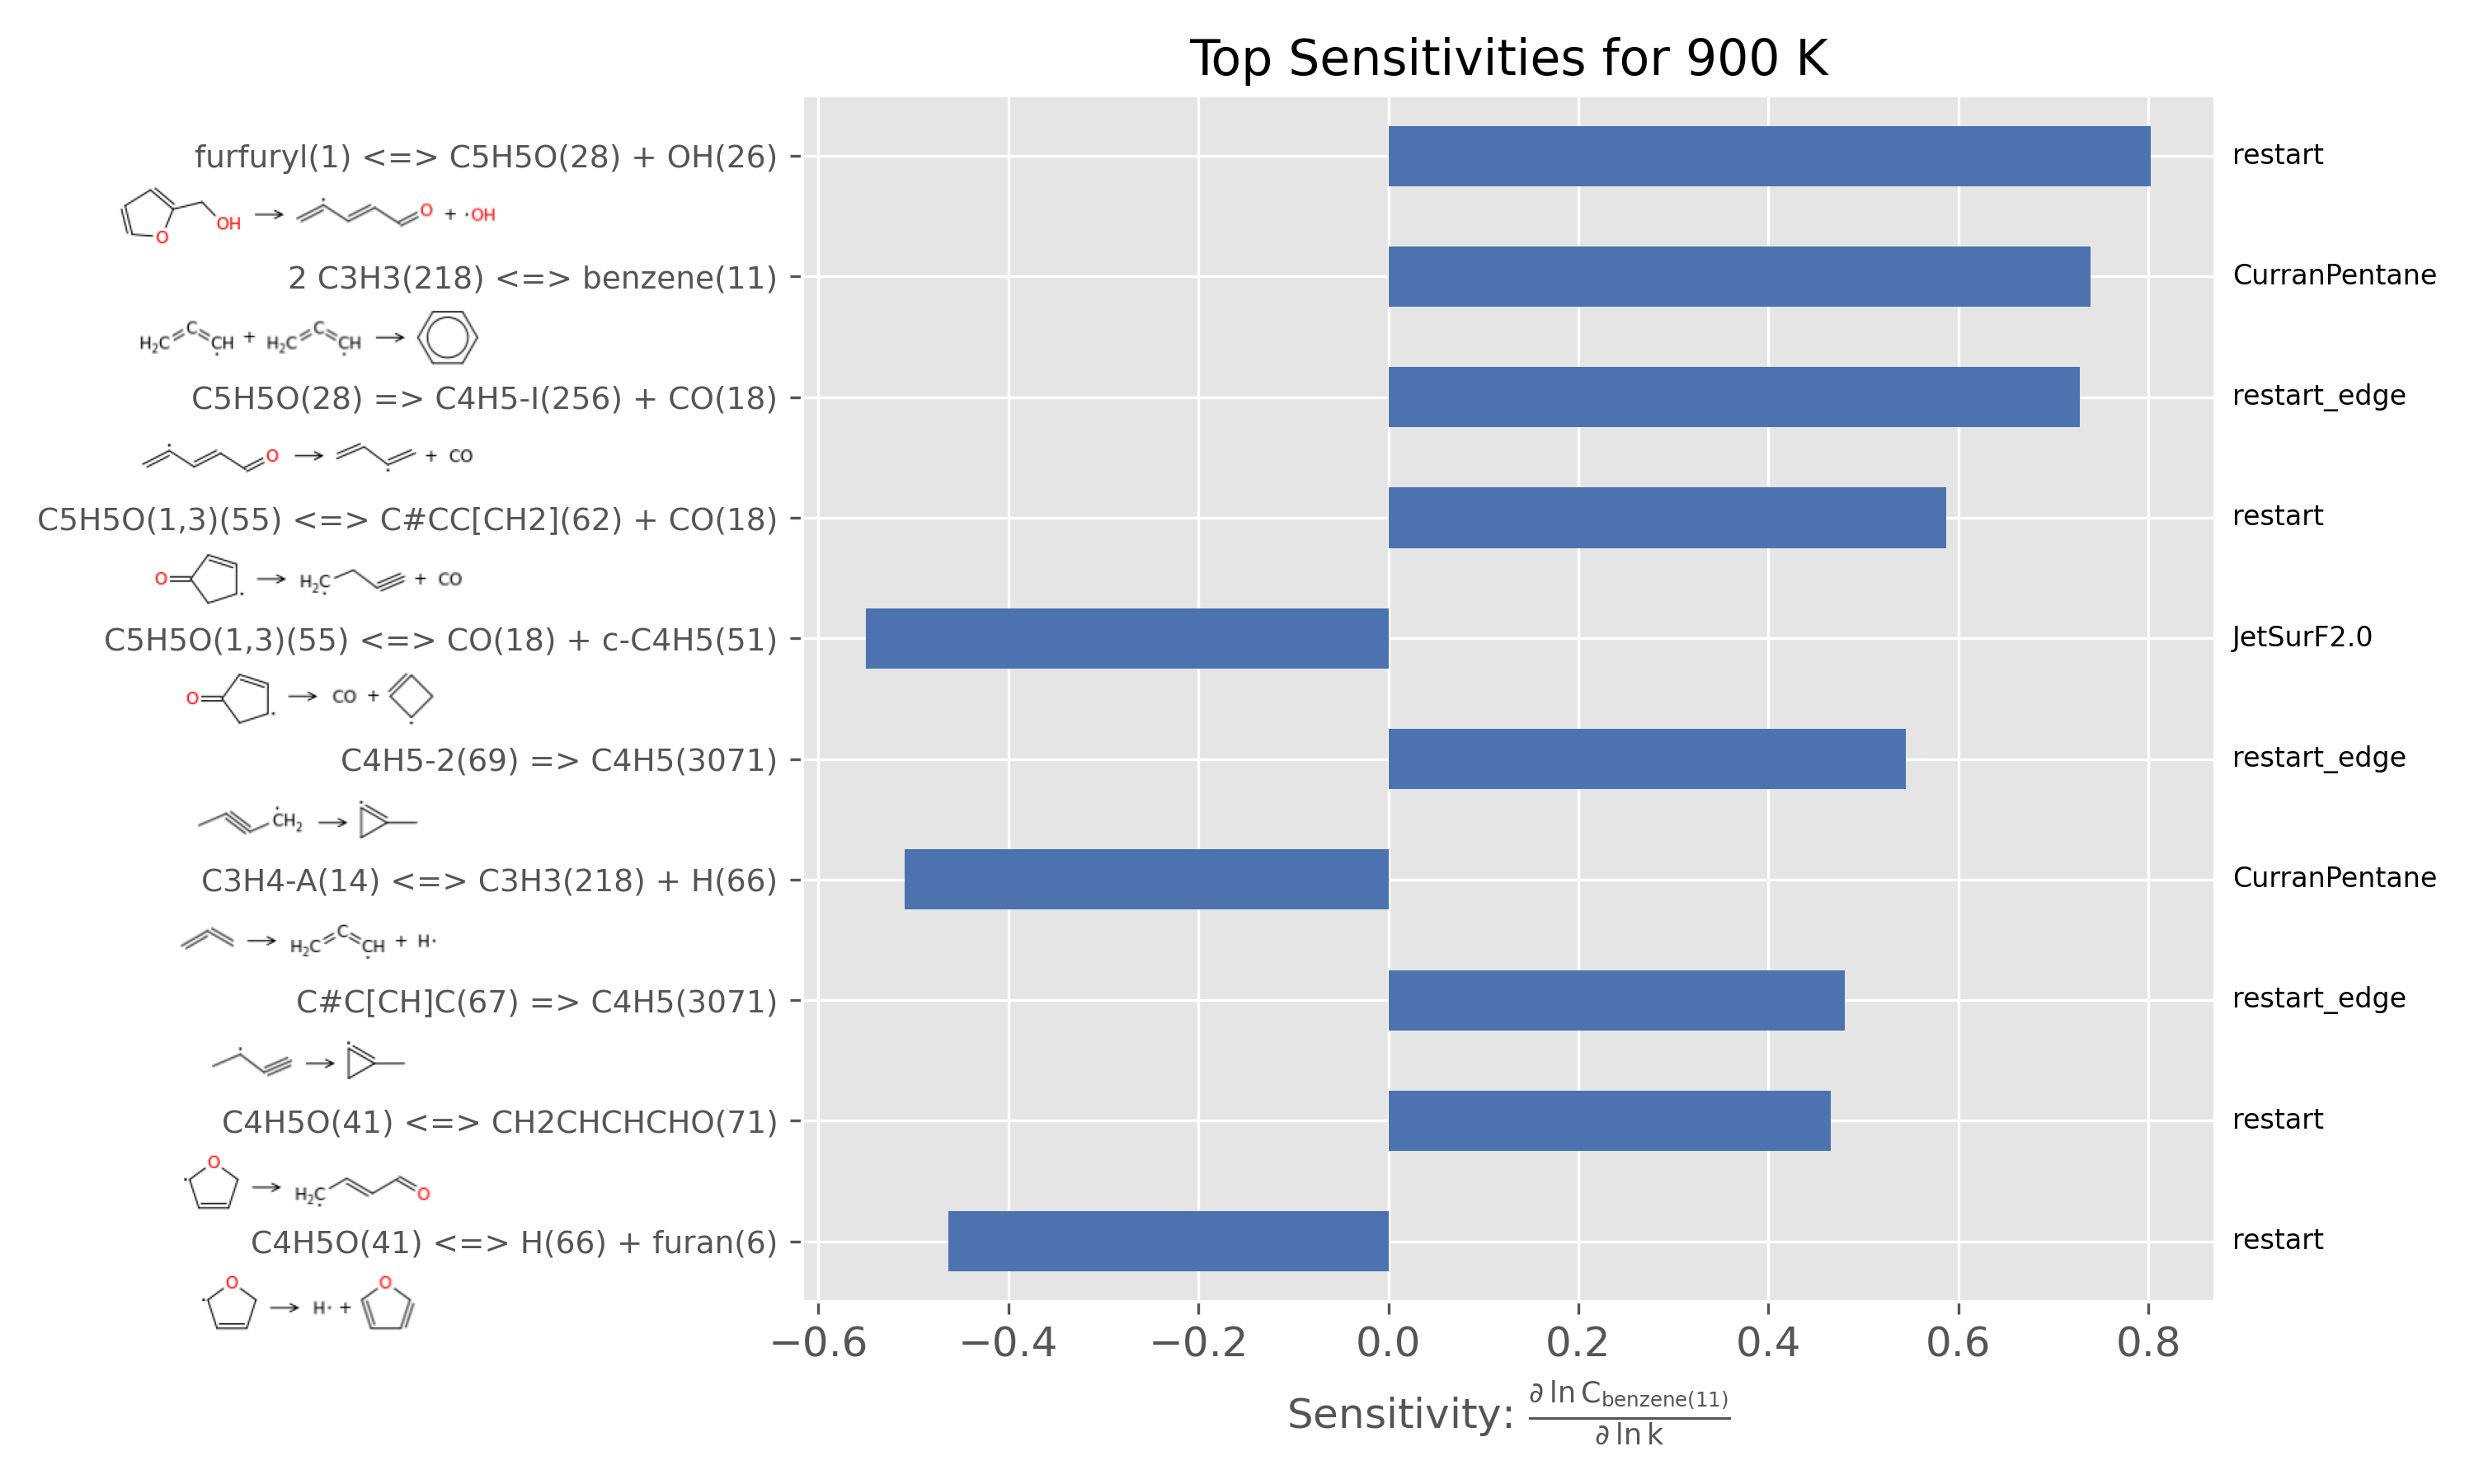 Top Sensitivities for 900 K
furfuryl(1) <=> C5H5O(28) + OH(26)
restart
OH O → O + ·OH
2 C3H3(218) <=> benzene(11)
CurranPentane
H₂C C CH + H₂C C CH →
C5H5O(28) => C4H5-I(256) + CO(18)
restart_edge
O → + CO
C5H5O(1,3)(55) <=> C#CC[CH2](62) + CO(18)
restart
O → H₂C + CO
C5H5O(1,3)(55) <=> CO(18) + c-C4H5(51)
JetSurF2.0
O → CO +
C4H5-2(69) => C4H5(3071)
restart_edge
CH₂ →
C3H4-A(14) <=> C3H3(218) + H(66)
CurranPentane
→ H₂C C CH + H·
C#C[CH]C(67) => C4H5(3071)
restart_edge
→
C4H5O(41) <=> CH2CHCHCHO(71)
restart
O → H₂C O
C4H5O(41) <=> H(66) + furan(6)
restart
O → H· + O
−0.6 −0.4 −0.2 0.0 0.2 0.4 0.6 0.8
Sensitivity: ∂ ln C_benzene(11) / ∂ ln k